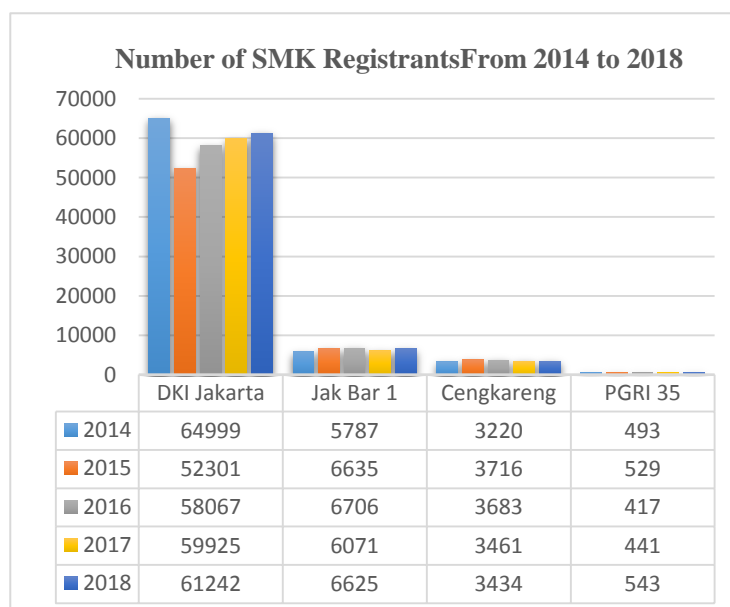 Number of SMK RegistrantsFrom 2014 to 2018
70000
60000
50000
40000
30000
20000
10000
0
DKI Jakarta Jak Bar 1 Cengkareng PGRI 35
2014 64999 5787 3220 493
2015 52301 6635 3716 529
2016 58067 6706 3683 417
2017 59925 6071 3461 441
2018 61242 6625 3434 543